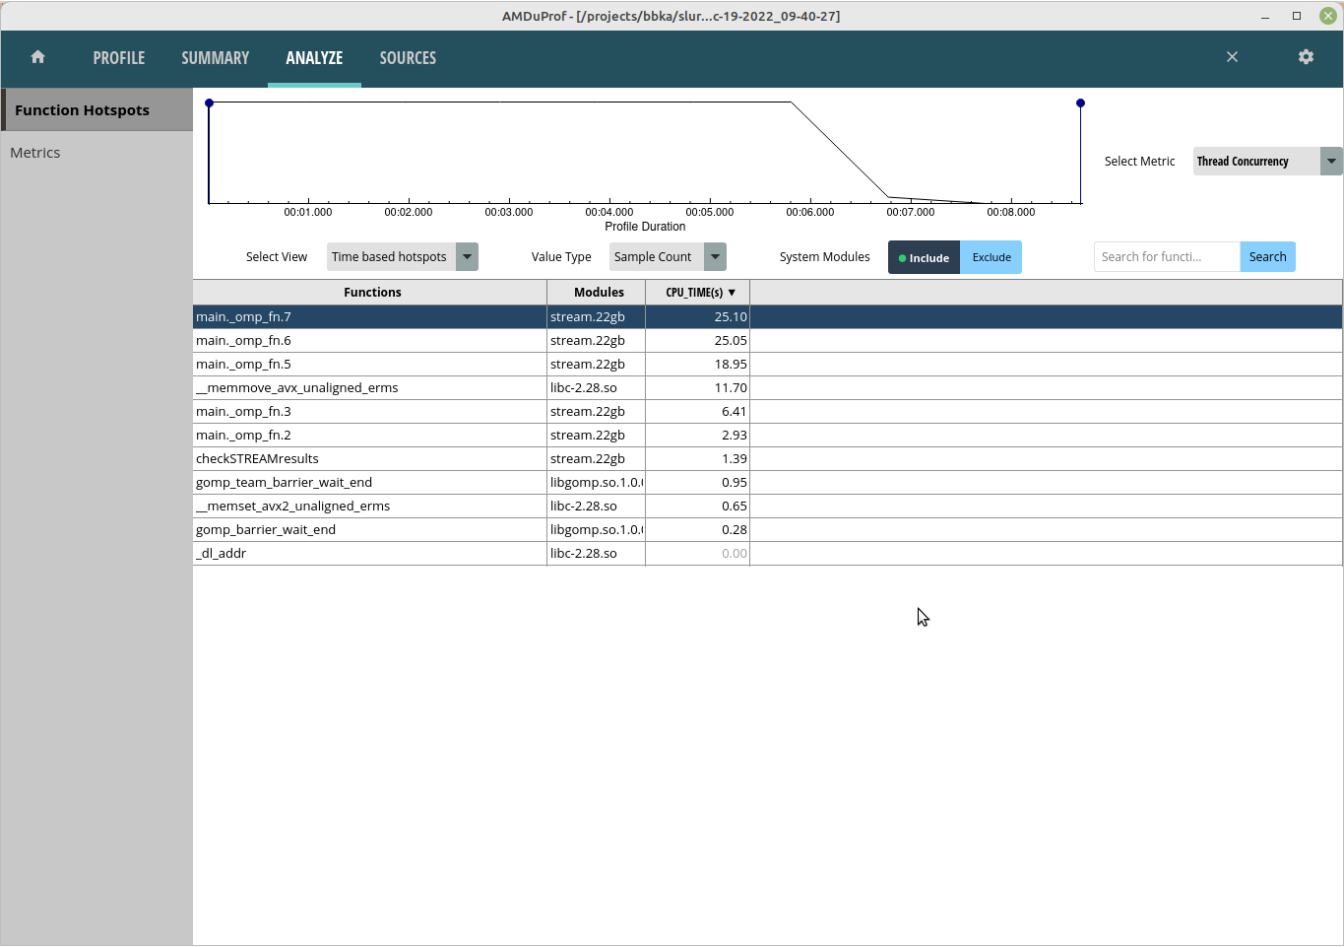 AMDuProf - [/projects/bbka/slur...c-19-2022_09-40-27]
PROFILE SUMMARY ANALYZE SOURCES
Function Hotspots
Metrics
Select Metric Thread Concurrency
00:01.000 00:02.000 00:03.000 00:04.000 00:05.000 00:06.000 00:07.000 00:08.000
Profile Duration
Select View Time based hotspots Value Type Sample Count System Modules Include Exclude Search for functi... Search
Functions Modules CPU_TIME(s) ▼
main._omp_fn.7 stream.22gb 25.10
main._omp_fn.6 stream.22gb 25.05
main._omp_fn.5 stream.22gb 18.95
__memmove_avx_unaligned_erms libc-2.28.so 11.70
main._omp_fn.3 stream.22gb 6.41
main._omp_fn.2 stream.22gb 2.93
checkSTREAMresults stream.22gb 1.39
gomp_team_barrier_wait_end libgomp.so.1.0. 0.95
__memset_avx2_unaligned_erms libc-2.28.so 0.65
gomp_barrier_wait_end libgomp.so.1.0. 0.28
_dl_addr libc-2.28.so 0.00